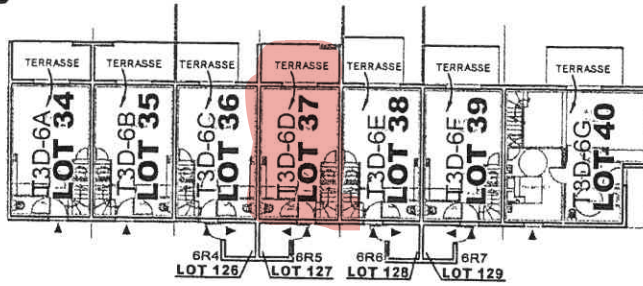 TERRASSE TERRASSE TERRASSE TERRASSE TERRASSE TERRASSE TERRASSE
T3D-6A
LOT 34
T3D-6B
LOT 35
T3D-6C
LOT 36
T3D-6D
LOT 37
T3D-6E
LOT 38
T3D-6F
LOT 39
T3D-6G
LOT 40
6R4 6R5 6R6 6R7
LOT 126 LOT 127 LOT 128 LOT 129